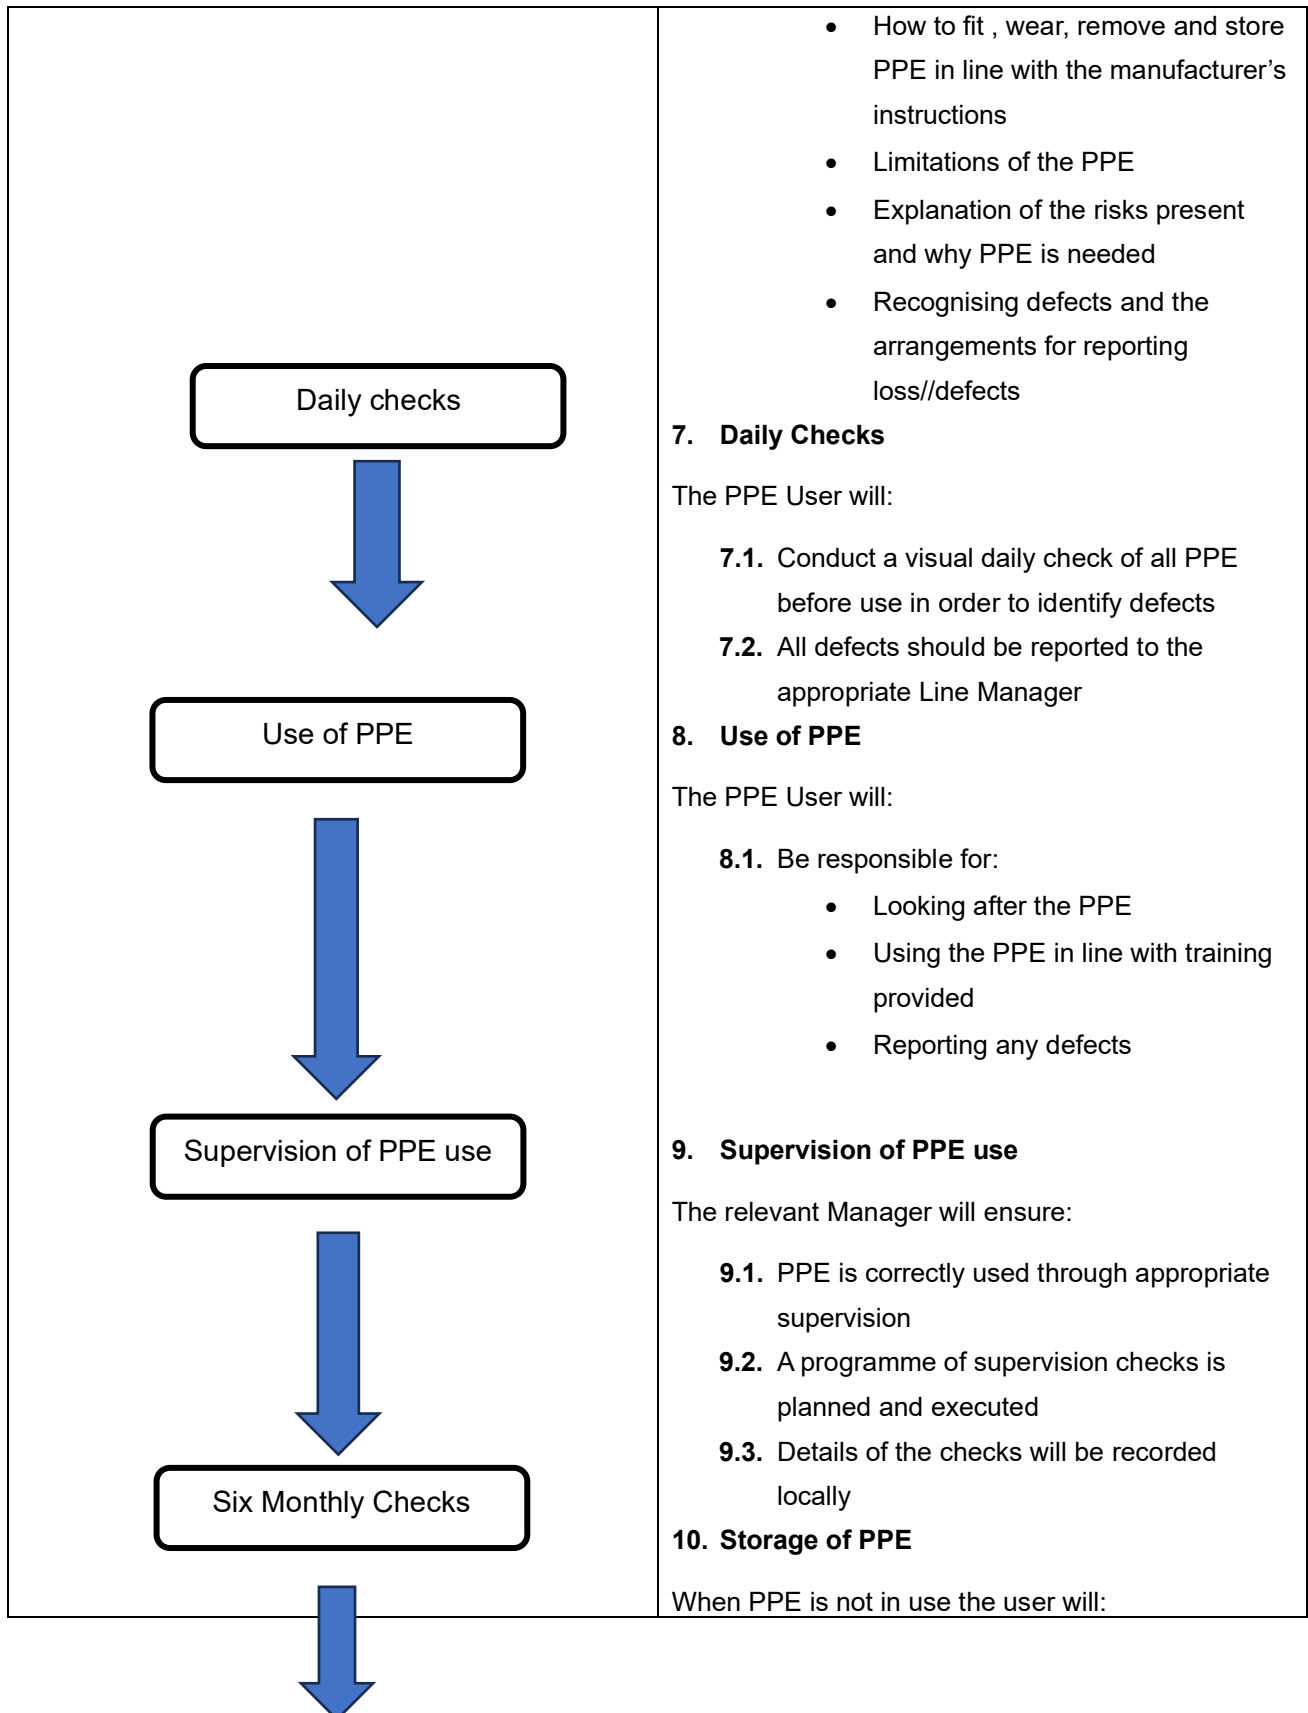 Daily checks
Use of PPE
Supervision of PPE use
Six Monthly Checks
• How to fit , wear, remove and store
PPE in line with the manufacturer’s
instructions
• Limitations of the PPE
• Explanation of the risks present
and why PPE is needed
• Recognising defects and the
arrangements for reporting
loss//defects
7. Daily Checks
The PPE User will:
7.1. Conduct a visual daily check of all PPE
before use in order to identify defects
7.2. All defects should be reported to the
appropriate Line Manager
8. Use of PPE
The PPE User will:
8.1. Be responsible for:
• Looking after the PPE
• Using the PPE in line with training
provided
• Reporting any defects
9. Supervision of PPE use
The relevant Manager will ensure:
9.1. PPE is correctly used through appropriate
supervision
9.2. A programme of supervision checks is
planned and executed
9.3. Details of the checks will be recorded
locally
10. Storage of PPE
When PPE is not in use the user will: